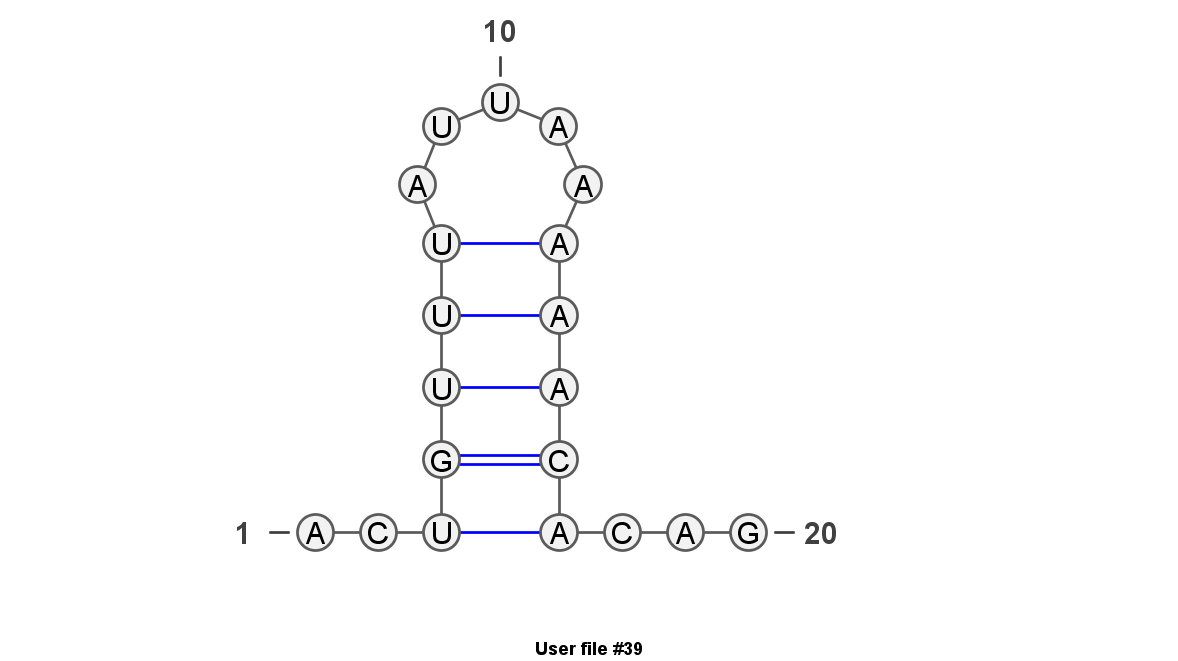 10
U
U A
A A
U A
U A
U A
G C
1 A C U A C A G 20
User file #39